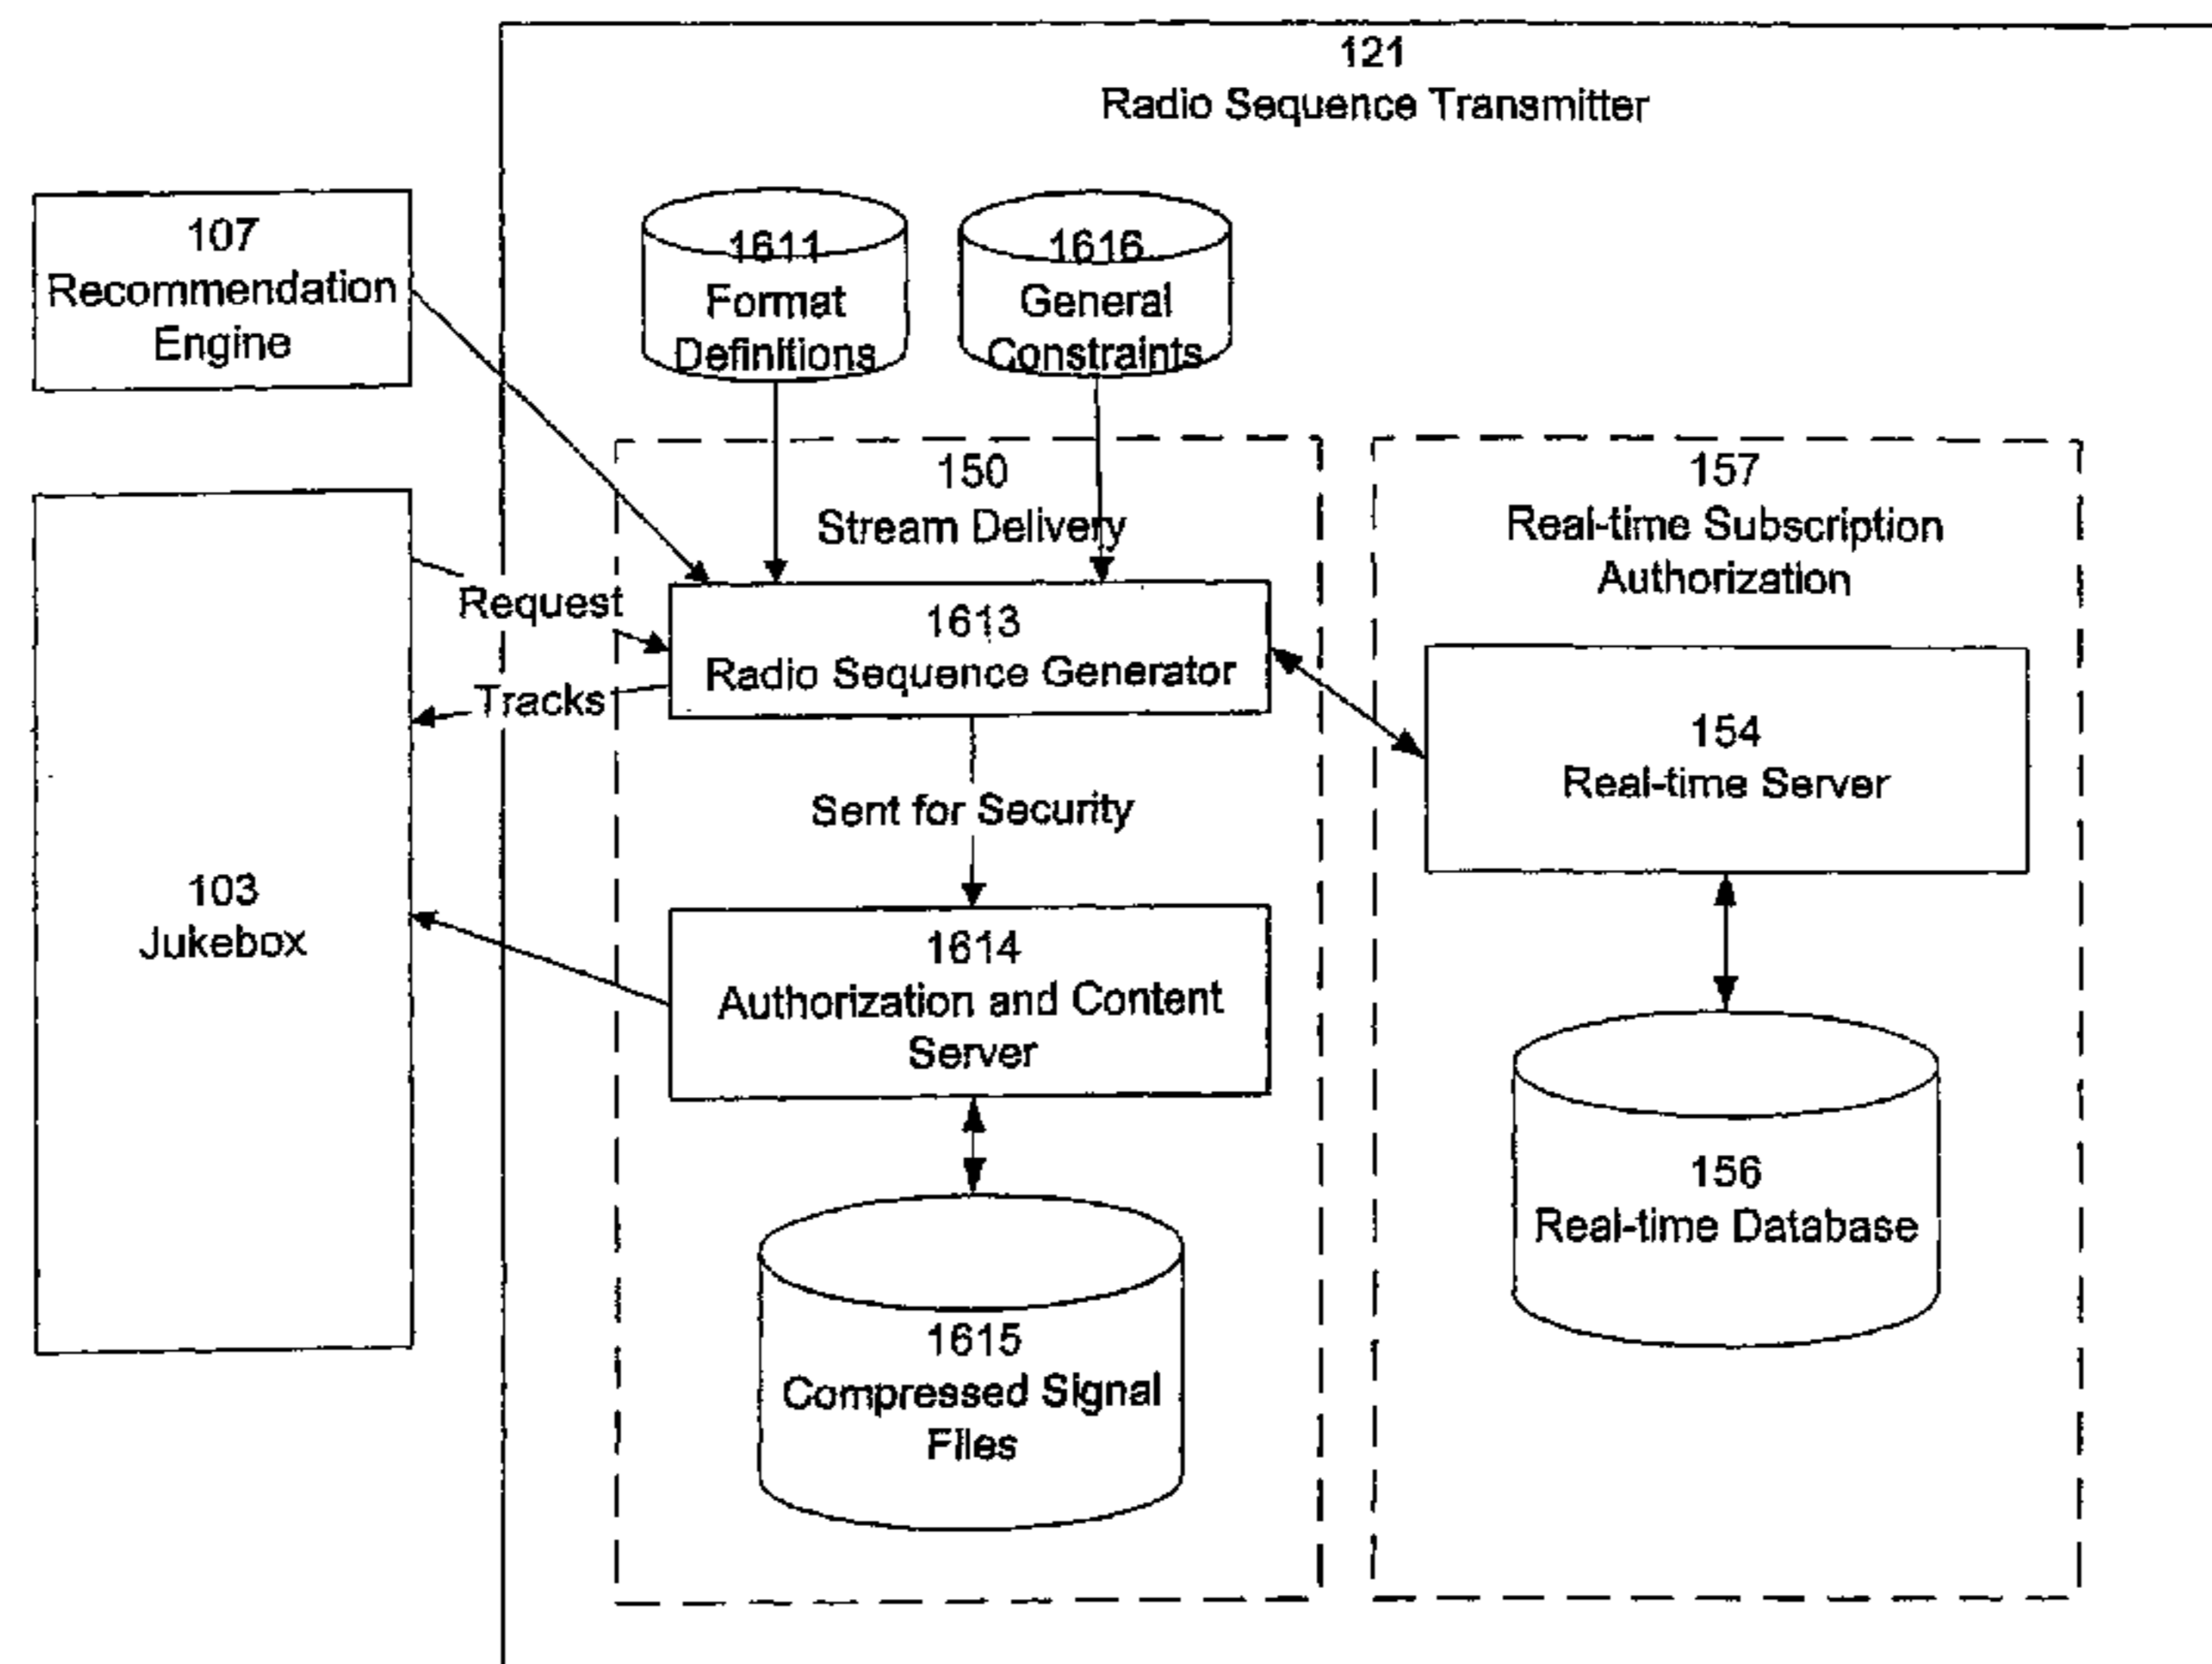 121
Radio Sequence Transmitter
107
Recommendation
Engine
1611
Format
Definitions
1616
General
Constraints
150
Stream Delivery
157
Real-time Subscription
Authorization
Request
1613
Radio Sequence Generator
Tracks
154
Real-time Server
Sent for Security
103
Jukebox
1614
Authorization and Content
Server
156
Real-time Database
1615
Compressed Signal
Files